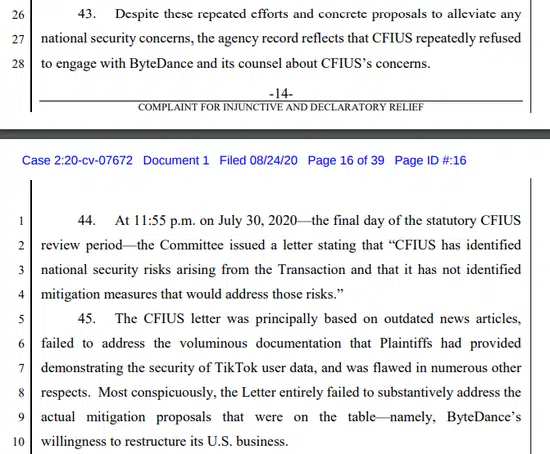 26 43. Despite these repeated efforts and concrete proposals to alleviate any
27 national security concerns, the agency record reflects that CFIUS repeatedly refused
28 to engage with ByteDance and its counsel about CFIUS’s concerns.
-14-
COMPLAINT FOR INJUNCTIVE AND DECLARATORY RELIEF
Case 2:20-cv-07672 Document 1 Filed 08/24/20 Page 16 of 39 Page ID #:16
1 44. At 11:55 p.m. on July 30, 2020—the final day of the statutory CFIUS
2 review period—the Committee issued a letter stating that “CFIUS has identified
3 national security risks arising from the Transaction and that it has not identified
4 mitigation measures that would address those risks.”
5 45. The CFIUS letter was principally based on outdated news articles,
6 failed to address the voluminous documentation that Plaintiffs had provided
7 demonstrating the security of TikTok user data, and was flawed in numerous other
8 respects. Most conspicuously, the Letter entirely failed to substantively address the
9 actual mitigation proposals that were on the table—namely, ByteDance’s
10 willingness to restructure its U.S. business.